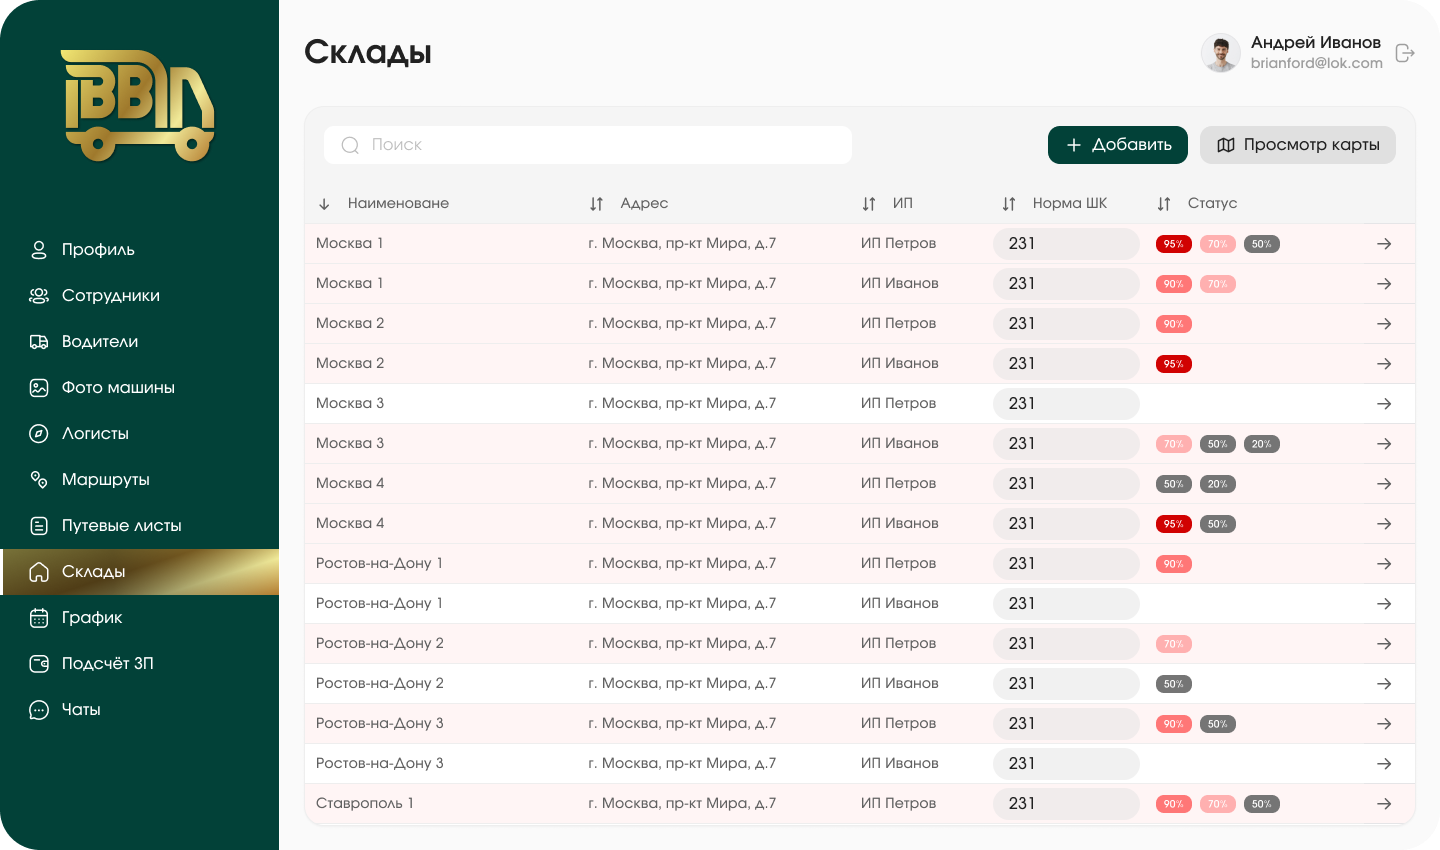 BBI
Склады
Андрей Иванов
brianford@lok.com
Поиск
Добавить
Просмотр карты
Профиль
Сотрудники
Водители
Фото машины
Логисты
Маршруты
Путевые листы
Склады
График
Подсчёт ЗП
Чаты
Наименоване Адрес ИП Норма ШК Статус
Москва 1 г. Москва, пр-кт Мира, д.7 ИП Петров 231 95% 70% 50%
Москва 1 г. Москва, пр-кт Мира, д.7 ИП Иванов 231 90% 70%
Москва 2 г. Москва, пр-кт Мира, д.7 ИП Петров 231 90%
Москва 2 г. Москва, пр-кт Мира, д.7 ИП Иванов 231 95%
Москва 3 г. Москва, пр-кт Мира, д.7 ИП Петров 231
Москва 3 г. Москва, пр-кт Мира, д.7 ИП Иванов 231 70% 50% 20%
Москва 4 г. Москва, пр-кт Мира, д.7 ИП Петров 231 50% 20%
Москва 4 г. Москва, пр-кт Мира, д.7 ИП Иванов 231 95% 50%
Ростов-на-Дону 1 г. Москва, пр-кт Мира, д.7 ИП Петров 231 90%
Ростов-на-Дону 1 г. Москва, пр-кт Мира, д.7 ИП Иванов 231
Ростов-на-Дону 2 г. Москва, пр-кт Мира, д.7 ИП Петров 231 70%
Ростов-на-Дону 2 г. Москва, пр-кт Мира, д.7 ИП Иванов 231 50%
Ростов-на-Дону 3 г. Москва, пр-кт Мира, д.7 ИП Петров 231 90% 50%
Ростов-на-Дону 3 г. Москва, пр-кт Мира, д.7 ИП Иванов 231
Ставрополь 1 г. Москва, пр-кт Мира, д.7 ИП Петров 231 90% 70% 50%